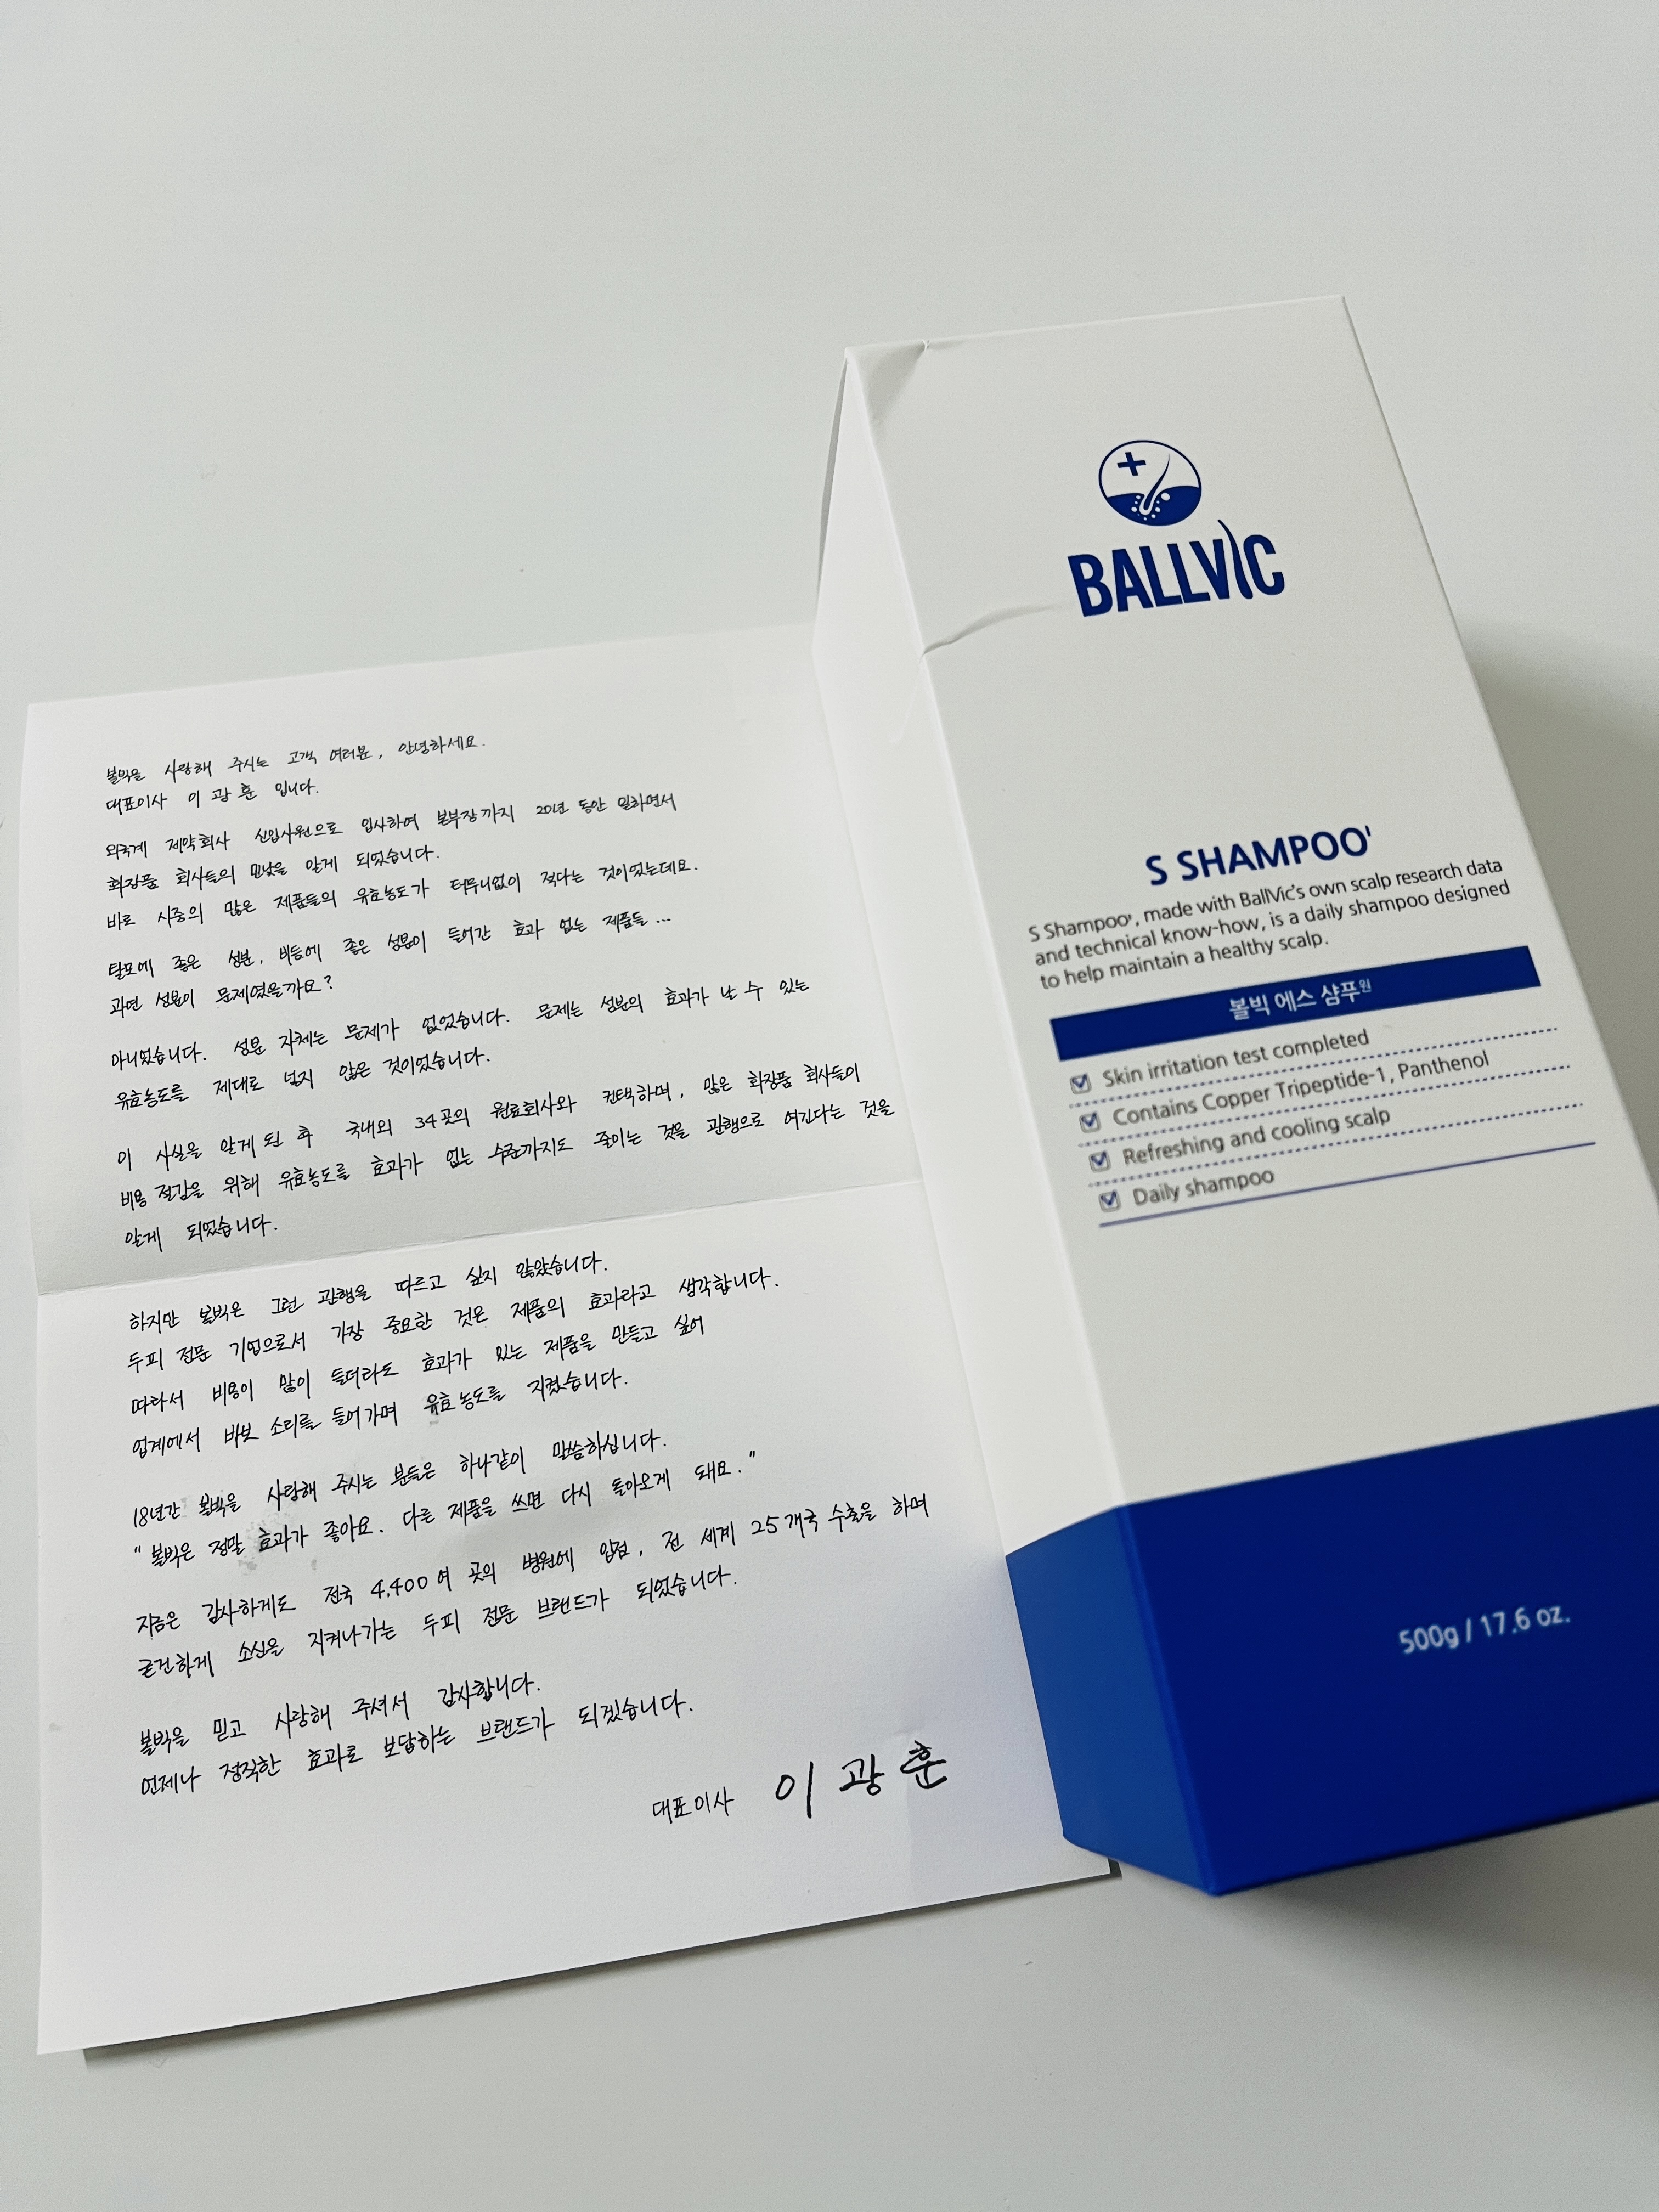 볼빅을 사랑해 주시는 고객 여러분, 안녕하세요.
대표이사 이광훈 입니다.
외국계 제약회사 신입사원으로 입사하여 본부장까지 20년 동안 일하면서
화장품 회사들의 민낯을 알게 되었습니다.
바로 시중의 많은 제품들의 유효농도가 터무니없이 적다는 것이었는데요.
탈모에 좋은 성분, 비듬에 좋은 성분이 들어간 효과 없는 제품들...
과연 성분이 문제였을까요?
아니었습니다. 성분 자체는 문제가 없었습니다. 문제는 성분의 효과가 날 수 있는
유효농도를 제대로 넣지 않은 것이었습니다.
이 사실을 알게된 후 국내외 34곳의 원료회사와 컨택하며, 많은 화장품 회사들이
비용 절감을 위해 유효농도를 효과가 없는 수준까지도 줄이는 것을 관행으로 여긴다는 것을
알게 되었습니다.
하지만 볼빅은 그런 관행을 따르고 싶지 않았습니다.
두피 전문 기업으로서 가장 중요한 것은 제품의 효과라고 생각합니다.
따라서 비용이 많이 들더라도 효과가 있는 제품을 만들고 싶어
업계에서 바보 소리를 들어가며 유효농도를 지켰습니다.
18년간 볼빅을 사랑해 주시는 분들은 하나같이 말씀하십니다.
"볼빅은 정말 효과가 좋아요. 다른 제품을 쓰면 다시 돌아오게 돼요."
지금은 감사하게도 전국 4,400여 곳의 병원에 입점, 전 세계 25개국 수출을 하며
굳건하게 소신을 지켜나가는 두피 전문 브랜드가 되었습니다.
볼빅을 믿고 사랑해 주셔서 감사합니다.
언제나 정직한 효과로 보답하는 브랜드가 되겠습니다.
대표이사 이광훈
BALLVIC
S SHAMPOO¹
S Shampoo¹, made with BallVic's own scalp research data
and technical know-how, is a daily shampoo designed
to help maintain a healthy scalp.
볼빅 에스 샴푸원
Skin irritation test completed
Contains Copper Tripeptide-1, Panthenol
Refreshing and cooling scalp
Daily shampoo
500g / 17.6 oz.